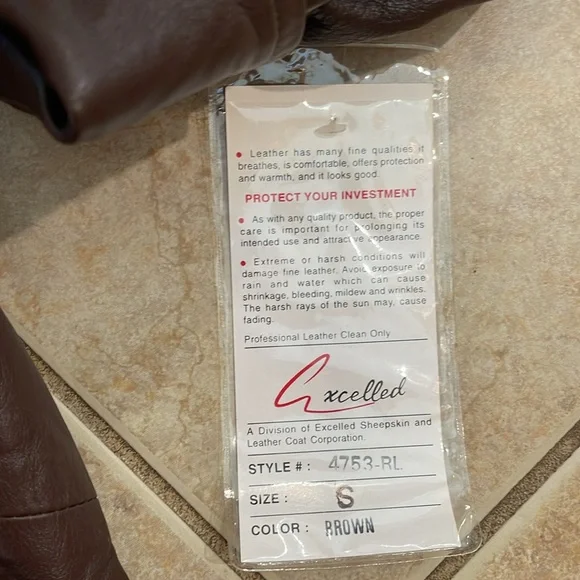 • Leather has many fine qualities it
breathes, is comfortable, offers protection
and warmth, and it looks good.
PROTECT YOUR INVESTMENT
• As with any quality product, the proper
care is important for prolonging its
intended use and attractive appearance.
• Extreme or harsh conditions will
damage fine leather. Avoid exposure to
rain and water which can cause
shrinkage, bleeding, mildew and wrinkles.
The harsh rays of the sun may, cause
fading.
Professional Leather Clean Only
Excelled
A Division of Excelled Sheepskin and
Leather Coat Corporation.
STYLE # : 4753-RL
SIZE : S
COLOR : BROWN